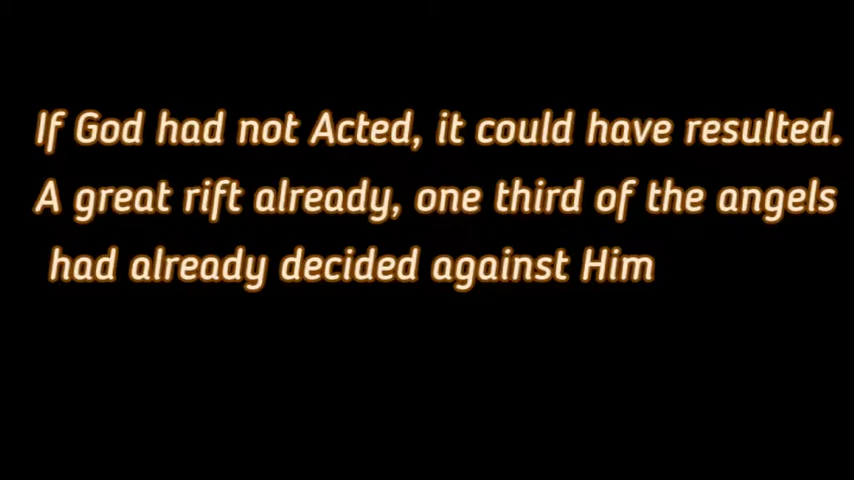 If God had not Acted, it could have resulted.
A great rift already, one third of the angels
had already decided against Him